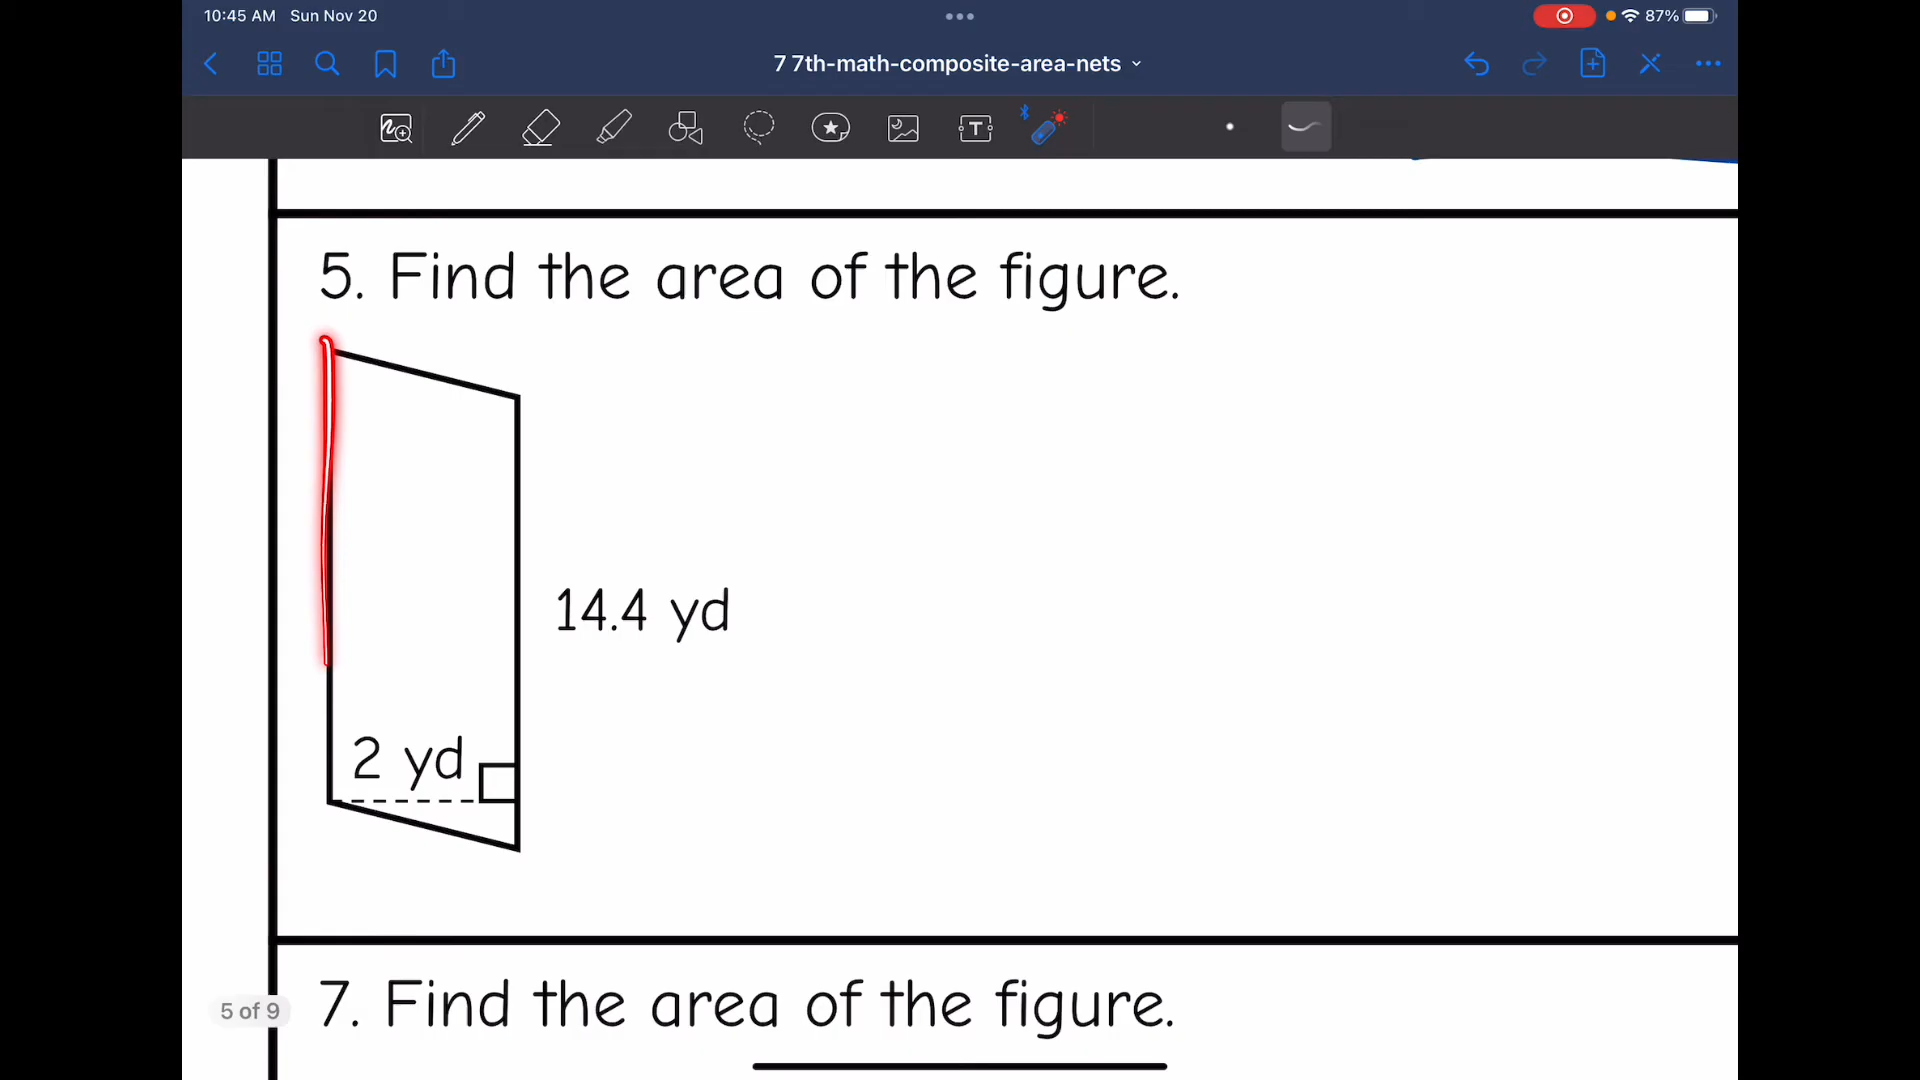 10:45 AM Sun Nov 20
87%
7 7th-math-composite-area-nets
T
5. Find the area of the figure.
14.4 yd
2 yd
7. Find the area of the figure.
5 of 9